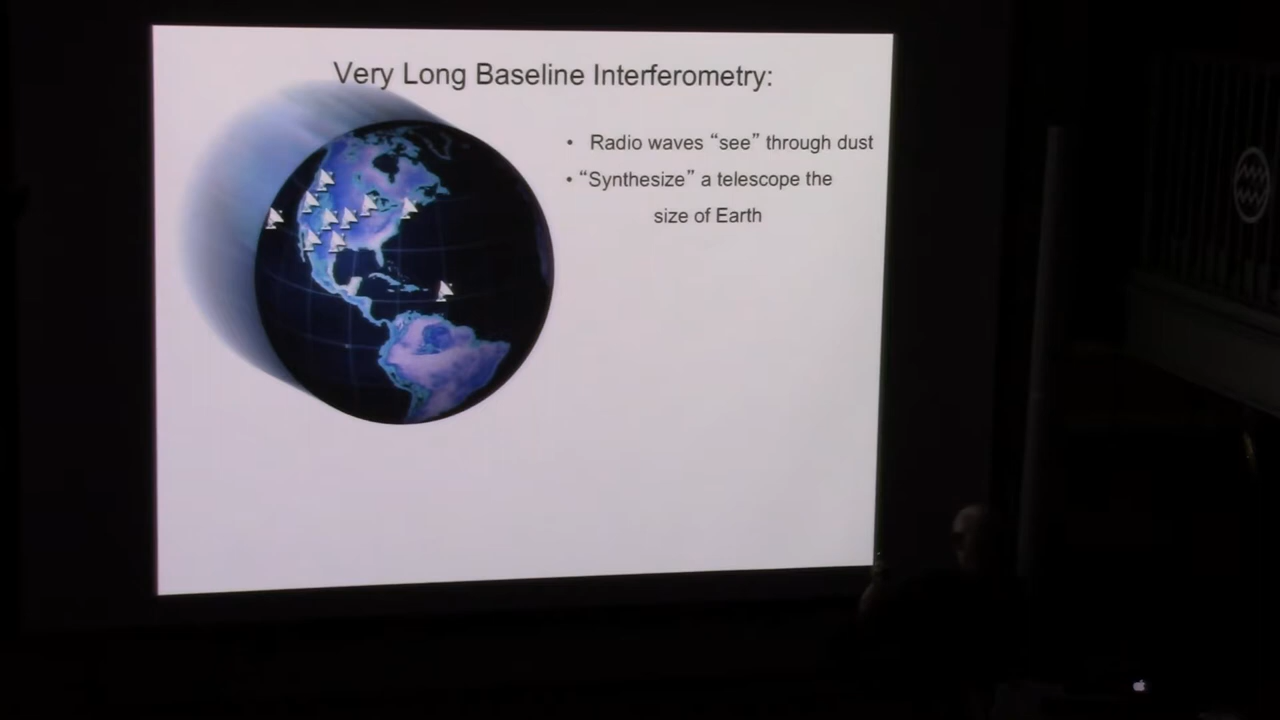 Very Long Baseline Interferometry:
• Radio waves “see” through dust
• “Synthesize” a telescope the
size of Earth